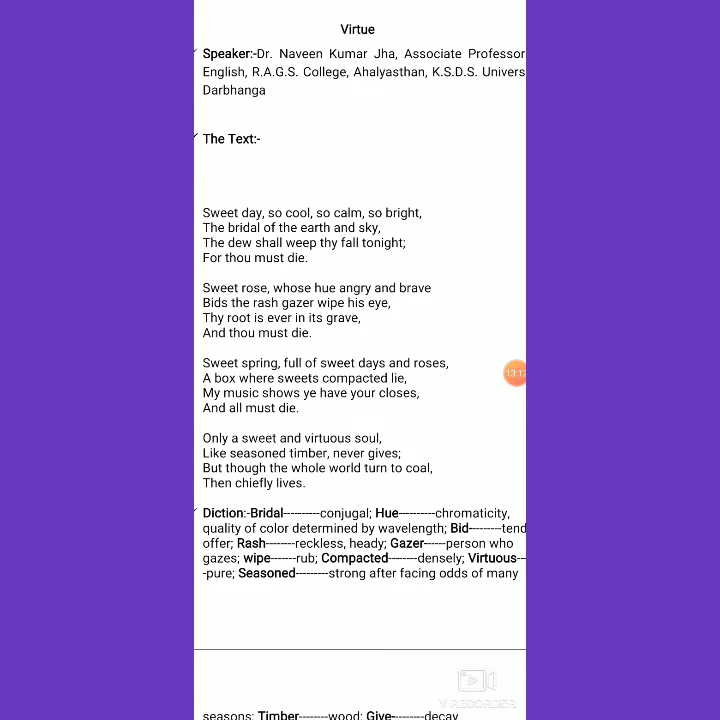 Virtue
Speaker:-Dr. Naveen Kumar Jha, Associate Professor
English, R.A.G.S. College, Ahalyasthan, K.S.D.S. Univers
Darbhanga
The Text:-
Sweet day, so cool, so calm, so bright,
The bridal of the earth and sky,
The dew shall weep thy fall tonight;
For thou must die.
Sweet rose, whose hue angry and brave
Bids the rash gazer wipe his eye,
Thy root is ever in its grave,
And thou must die.
Sweet spring, full of sweet days and roses,
A box where sweets compacted lie,
My music shows ye have your closes,
And all must die.
Only a sweet and virtuous soul,
Like seasoned timber, never gives;
But though the whole world turn to coal,
Then chiefly lives.
Diction:-Bridal----------conjugal; Hue----------chromaticity,
quality of color determined by wavelength; Bid--------tend
offer; Rash--------reckless, heady; Gazer------person who
gazes; wipe-------rub; Compacted--------densely; Virtuous---
-pure; Seasoned---------strong after facing odds of many
seasons; Timber--------wood; Give---------decay
13:12
V RECORDER